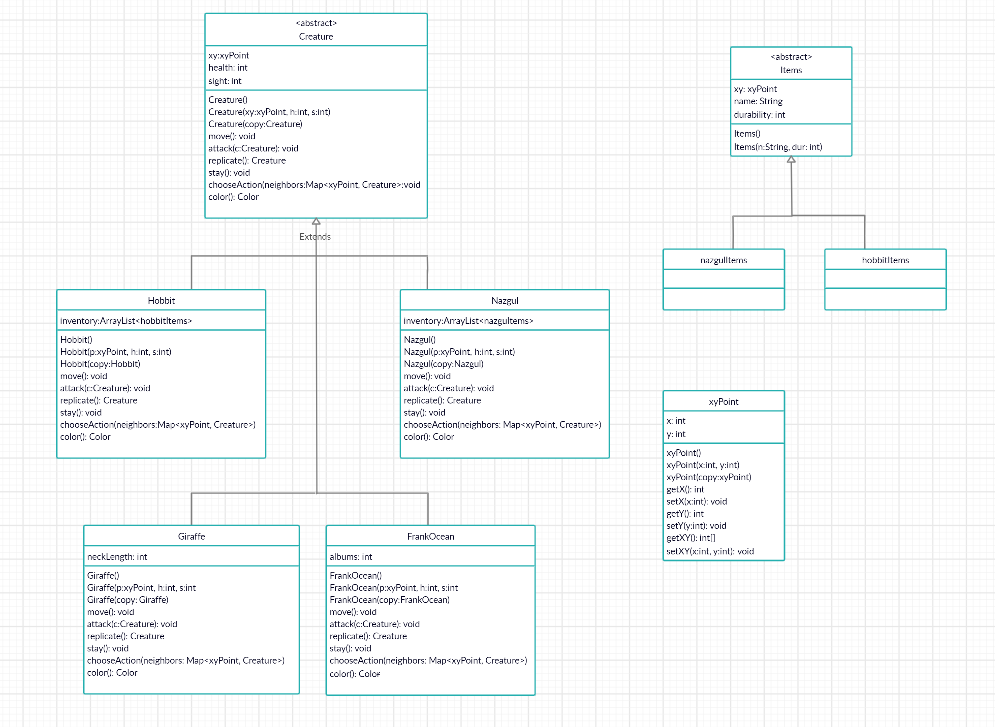 <abstract>
Creature
xy:xyPoint
health: int
sight: int
Creature()
Creature(xy:xyPoint, h:int, s:int)
Creature(copy:Creature)
move(): void
attack(c:Creature): void
replicate(): Creature
stay(): void
chooseAction(neighbors:Map<xyPoint, Creature>:void
color(): Color
Extends
<abstract>
Items
xy: xyPoint
name: String
durability: int
Items()
Items(n:String, dur: int)
nazgulItems
hobbitItems
Hobbit
inventory:ArrayList<hobbitItems>
Hobbit()
Hobbit(p:xyPoint, h:int, s:int)
Hobbit(copy:Hobbit)
move(): void
attack(c:Creature): void
replicate(): Creature
stay(): void
chooseAction(neighbors:Map<xyPoint, Creature>)
color(): Color
Nazgul
inventory:ArrayList<nazguItems>
Nazgul()
Nazgul(p:xyPoint, h:int, s:int)
Nazgul(copy:Nazgul)
move(): void
attack(c:Creature): void
replicate(): Creature
stay(): void
chooseAction(neighbors: Map<xyPoint, Creature>)
color(): Color
xyPoint
x: int
y: int
xyPoint()
xyPoint(x:int, y:int)
xyPoint(copy:xyPoint)
getX(): int
setX(x:int): void
getY(): int
setY(y:int): void
getXY(): int[]
setXY(x:int, y:int): void
Giraffe
neckLength: int
Giraffe()
Giraffe(p:xyPoint, h:int, s:int
Giraffe(copy: Giraffe)
move(): void
attack(c:Creature): void
replicate(): Creature
stay(): void
chooseAction(neighbors: Map<xyPoint, Creature>)
color(): Color
FrankOcean
albums: int
FrankOcean()
FrankOcean(p:xyPoint, h:int, s:int
FrankOcean(copy:FrankOcean)
move(): void
attack(c:Creature): void
replicate(): Creature
stay(): void
chooseAction(neighbors: Map<xyPoint, Creature>)
color(): Color